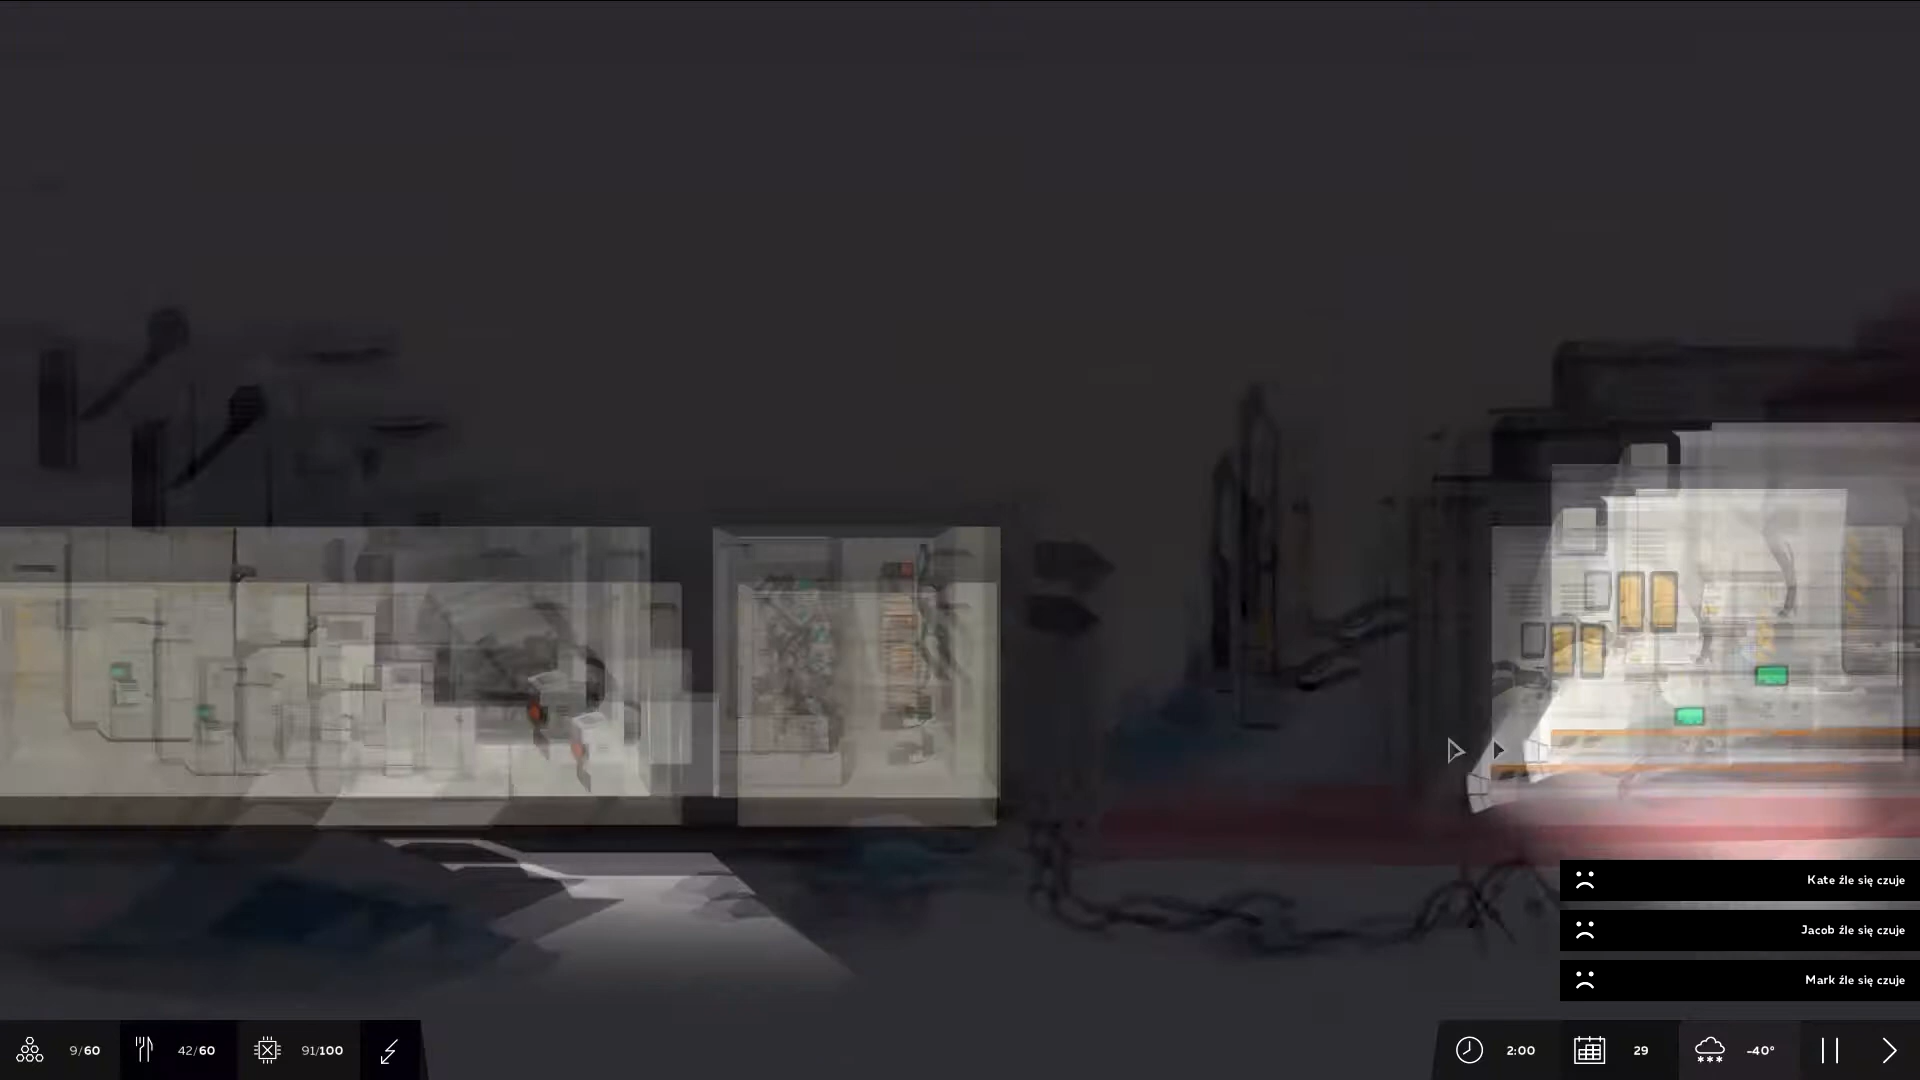 Kate źle się czuje
Jacob źle się czuje
Mark źle się czuje
9/60
42/60
91/100
2:00
29
-40°